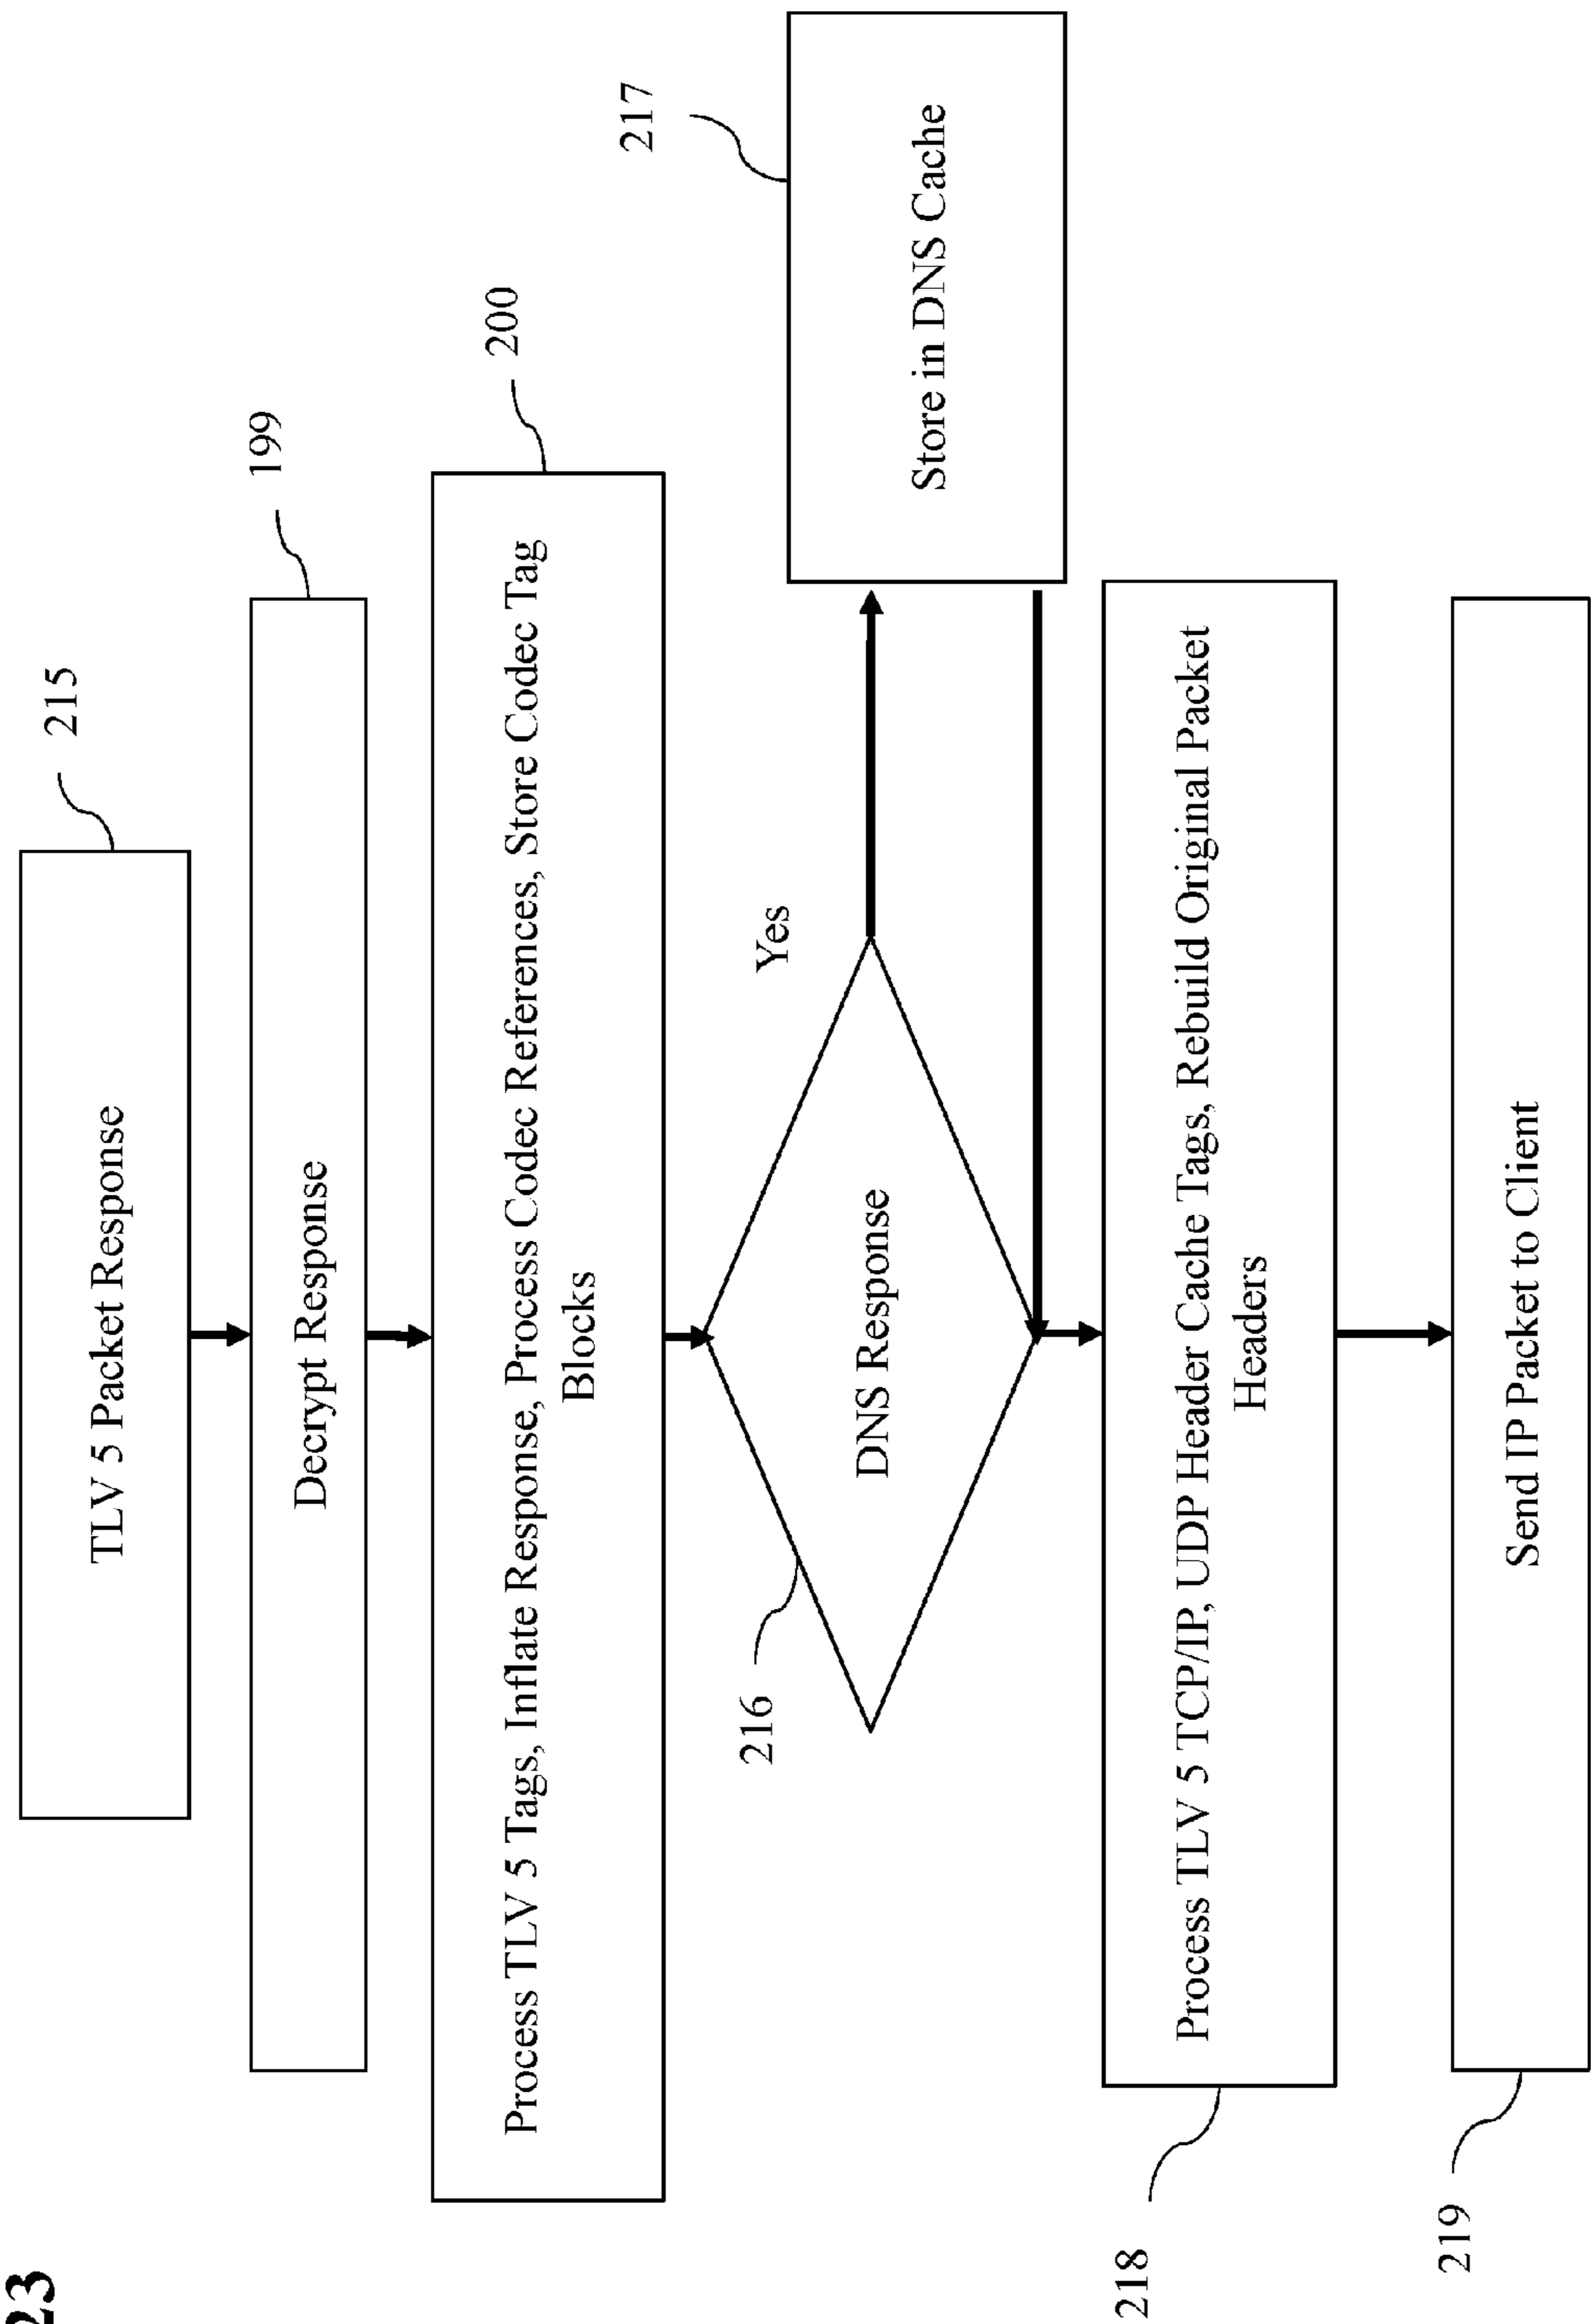 23
TLV 5 Packet Response
215
Decrypt Response
199
Process TLV 5 Tags, Inflate Response, Process Codec References, Store Codec Tag
Blocks
200
216
DNS Response
Yes
217
Store in DNS Cache
Process TLV 5 TCP/IP, UDP Header Cache Tags, Rebuild Original Packet
Headers
218
Send IP Packet to Client
219